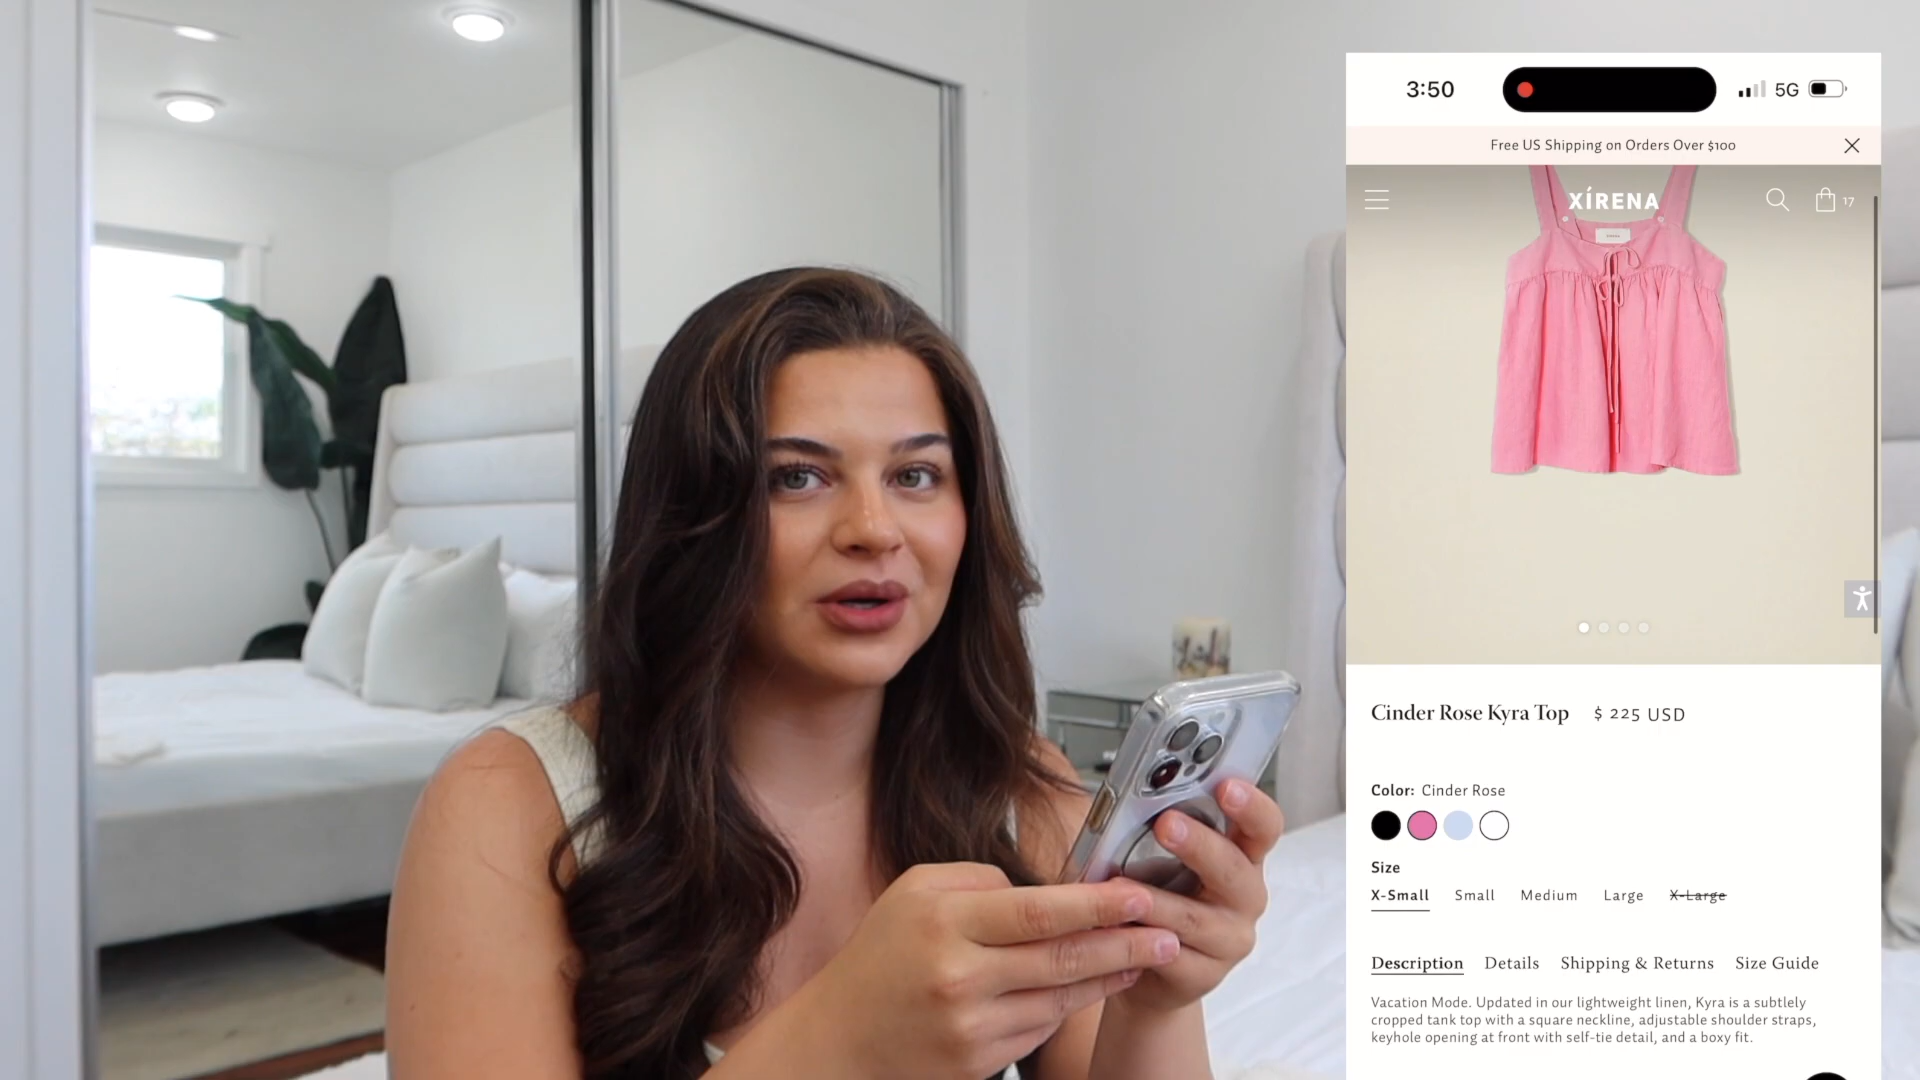 3:50
5G
Free US Shipping on Orders Over $100
XÍRENA
17
Cinder Rose Kyra Top $ 225 USD
Color: Cinder Rose
Size
X-Small Small Medium Large X-Large
Description Details Shipping & Returns Size Guide
Vacation Mode. Updated in our lightweight linen, Kyra is a subtlely
cropped tank top with a square neckline, adjustable shoulder straps,
keyhole opening at front with self-tie detail, and a boxy fit.